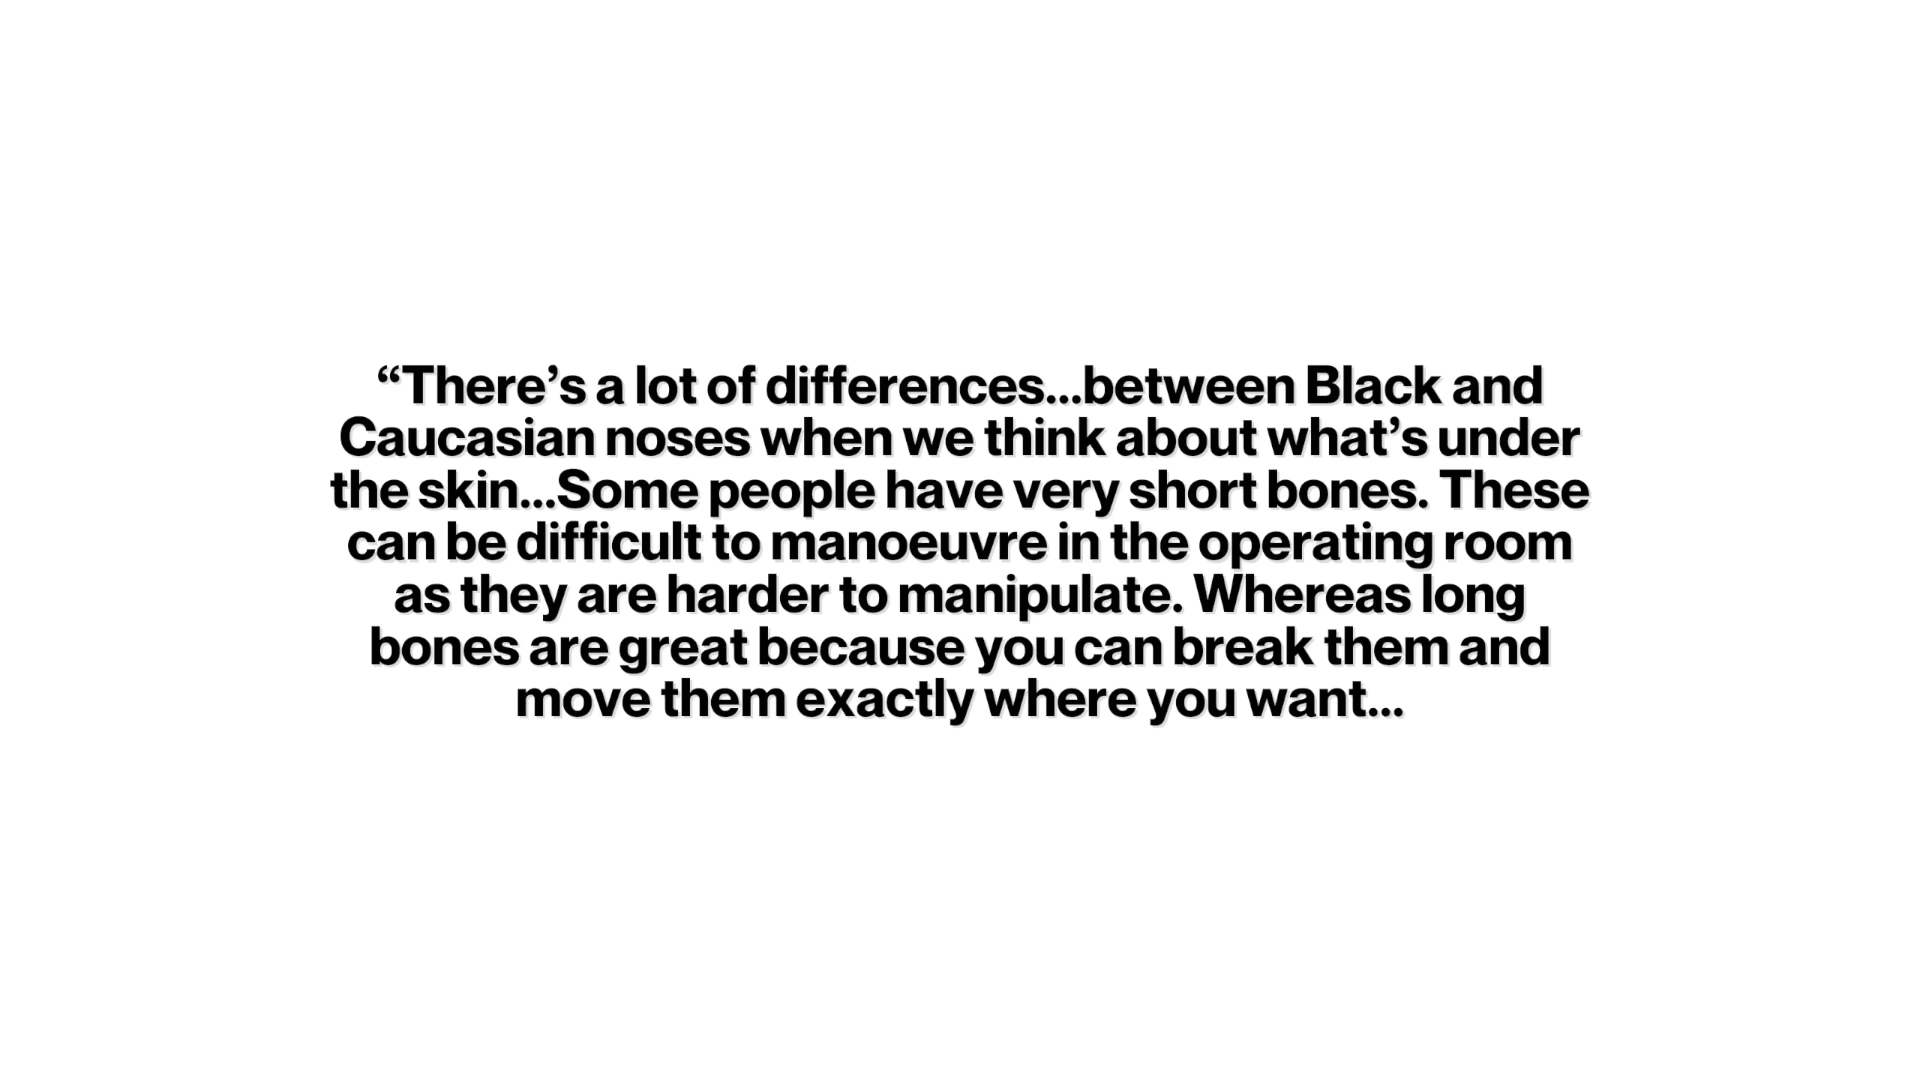 “There’s a lot of differences...between Black and
Caucasian noses when we think about what’s under
the skin...Some people have very short bones. These
can be difficult to manoeuvre in the operating room
as they are harder to manipulate. Whereas long
bones are great because you can break them and
move them exactly where you want...